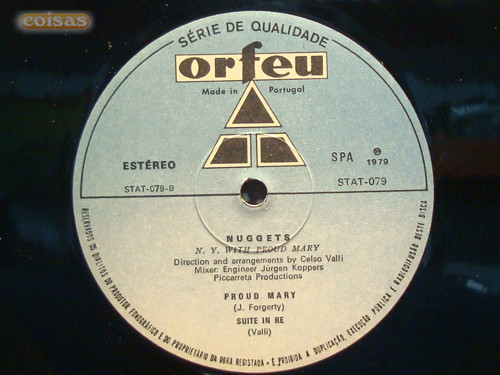 coisas
SÉRIE DE QUALIDADE
orfeu
Made in Portugal
ESTÉREO
SPA ℗ 1979
STAT-079-B
STAT-079
NUGGETS
N. Y. WITH PROUD MARY
Direction and arrangements by Celso Valli
Mixer: Engineer Jürgen Koppers
Piccarreta Productions
PROUD MARY
(J. Forgerty)
SUITE IN RE
(Valli)
RESERVADOS OS DIREITOS DO PRODUTOR FONOGRÁFICO E DO PROPRIETÁRIO DA OBRA REGISTADA - É PROIBIDA A DUPLICAÇÃO, EXECUÇÃO PÚBLICA E RADIODIFUSÃO DESTE DISCO